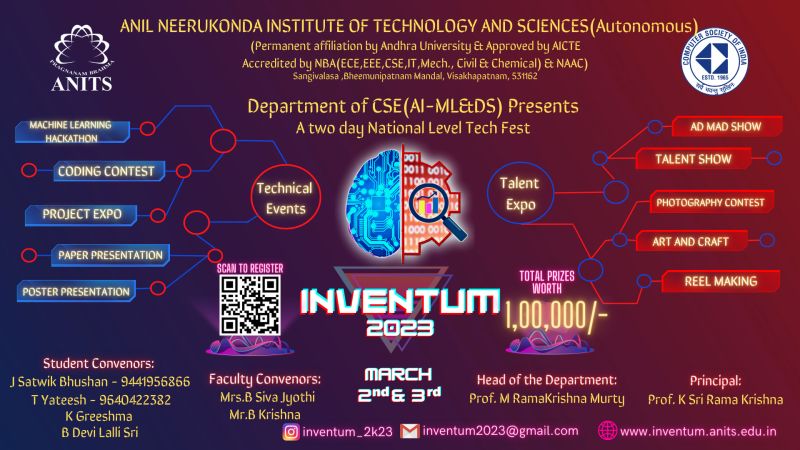 ANIL NEERUKONDA INSTITUTE OF TECHNOLOGY AND SCIENCES(Autonomous)
(Permanent affiliation by Andhra University & Approved by AICTE
Accredited by NBA(ECE,EEE,CSE,IT,Mech., Civil & Chemical) & NAAC)
Sangivalasa ,Bheemunipatnam Mandal, Visakhapatnam, 531162
PRAGNANAM BRAHMA
ANITS
COMPUTER SOCIETY OF INDIA
ESTD. 1965
Department of CSE(AI-ML&DS) Presents
A two day National Level Tech Fest
Technical
Events
MACHINE LEARNING
HACKATHON
CODING CONTEST
PROJECT EXPO
PAPER PRESENTATION
POSTER PRESENTATION
Talent
Expo
AD MAD SHOW
TALENT SHOW
PHOTOGRAPHY CONTEST
ART AND CRAFT
REEL MAKING
SCAN TO REGISTER
INVENTUM
2023
TOTAL PRIZES
WORTH
1,00,000/-
MARCH
2nd & 3rd
Student Convenors:
J Satwik Bhushan - 9441956866
T Yateesh - 9640422382
K Greeshma
B Devi Lalli Sri
Faculty Convenors:
Mrs.B Siva Jyothi
Mr.B Krishna
Head of the Department:
Prof. M RamaKrishna Murty
Principal:
Prof. K Sri Rama Krishna
inventum_2k23
inventum2023@gmail.com
www.inventum.anits.edu.in